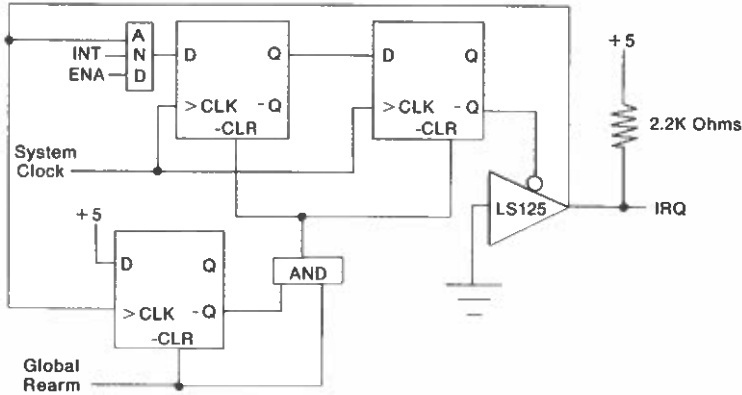 A
N
D
INT
ENA
D
Q
> CLK
-Q
-CLR
D
Q
> CLK
-Q
-CLR
+5
2.2K Ohms
System
Clock
LS125
IRQ
+5
D
Q
> CLK
-Q
-CLR
AND
Global
Rearm